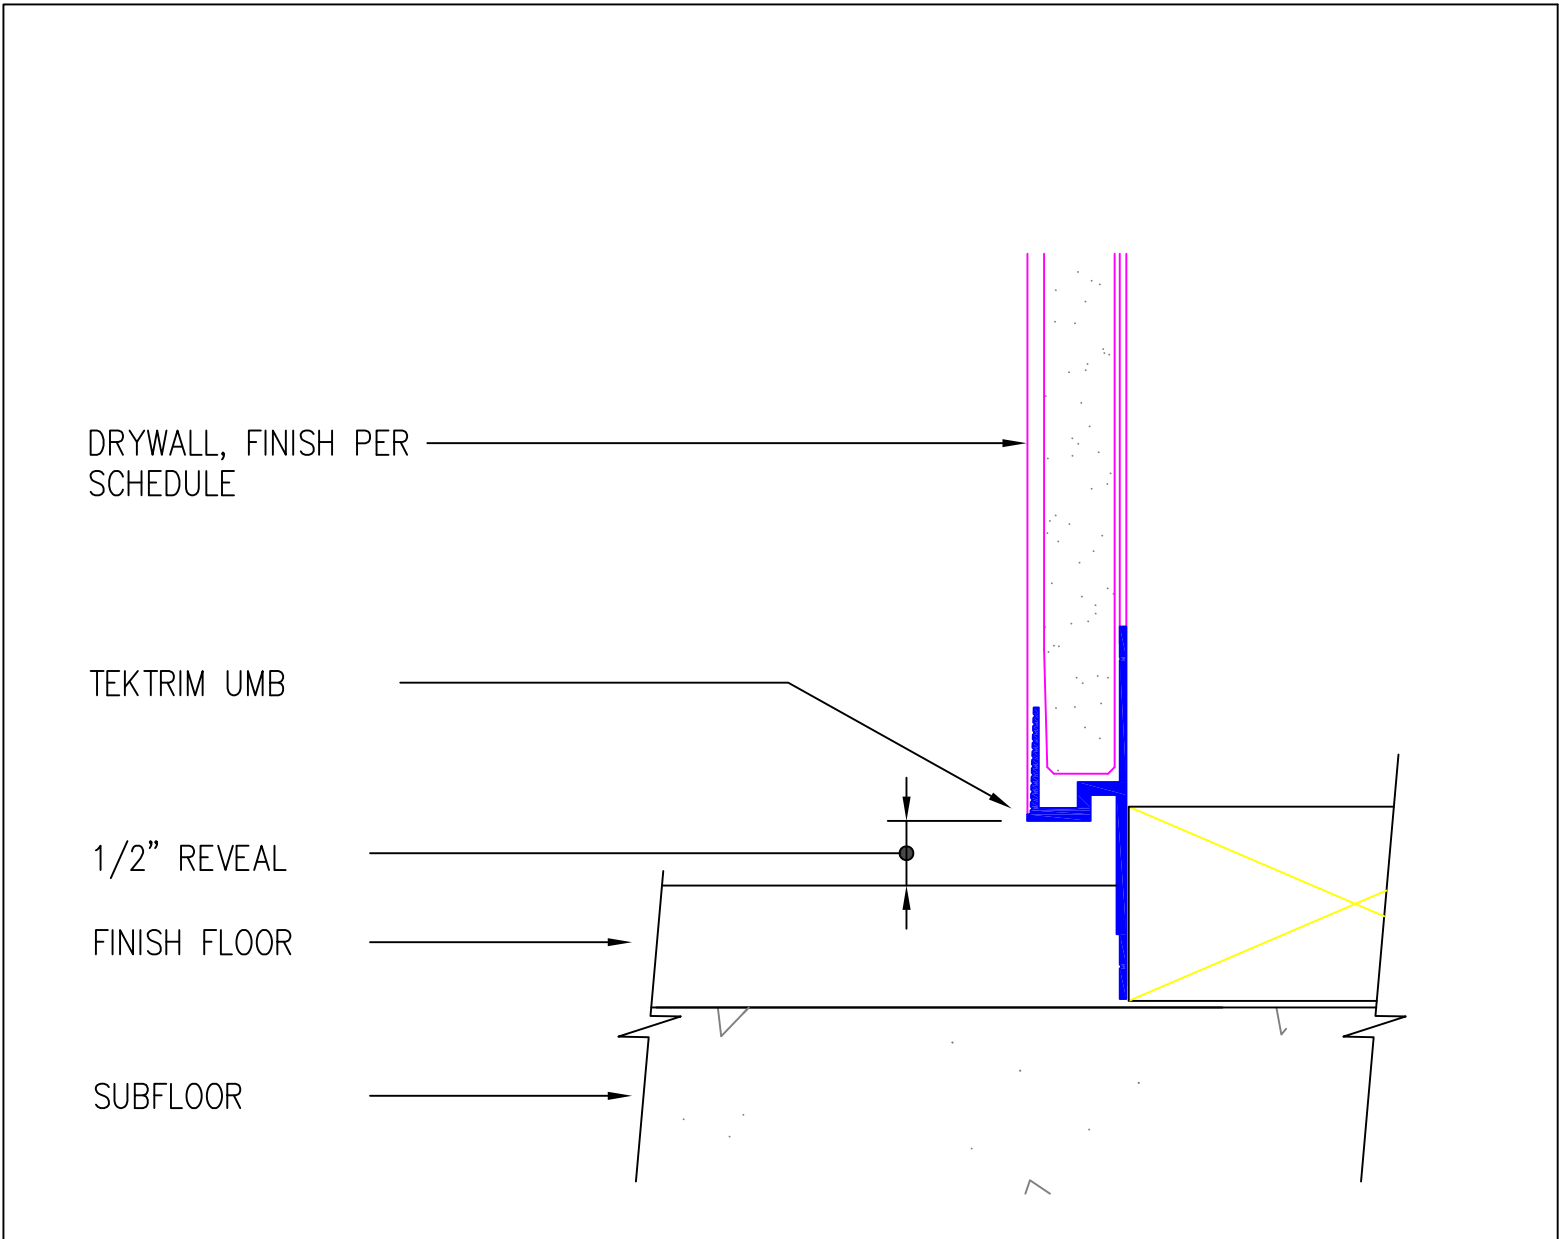 DRYWALL, FINISH PER
SCHEDULE
TEKTRIM UMB
1/2” REVEAL
FINISH FLOOR
SUBFLOOR